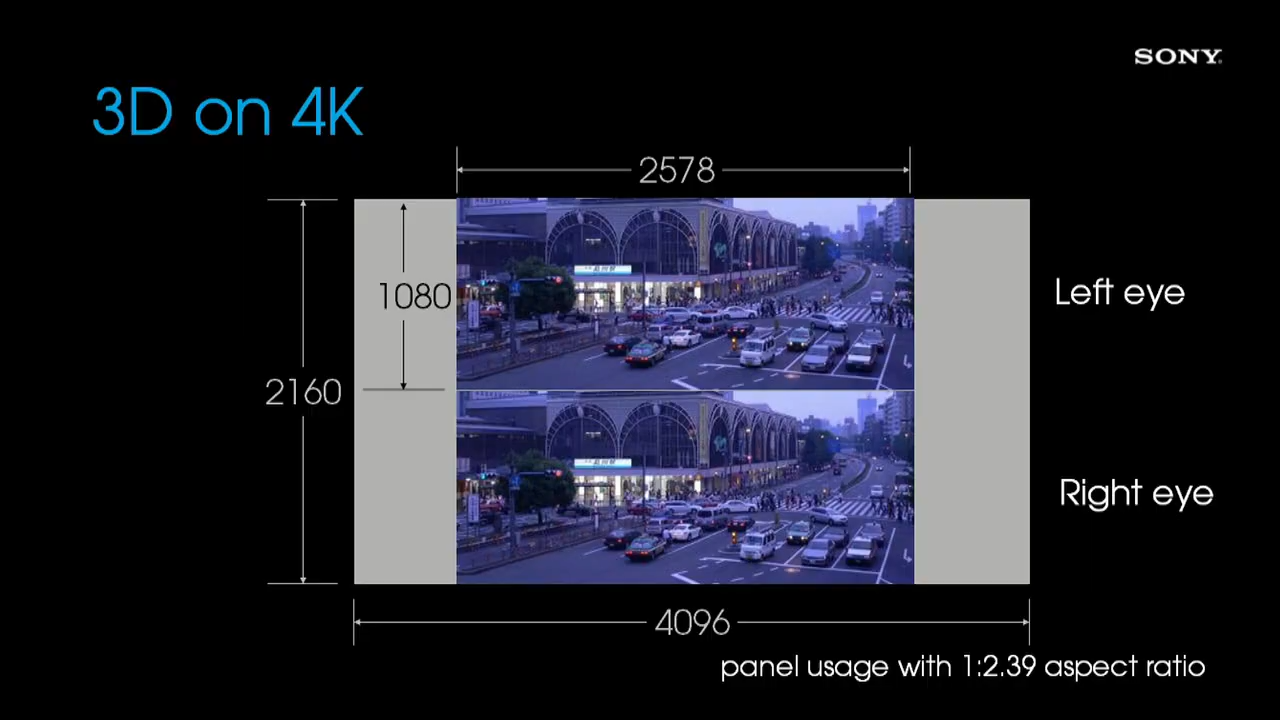 SONY
3D on 4K
2578
1080
Left eye
2160
Right eye
4096
panel usage with 1:2.39 aspect ratio